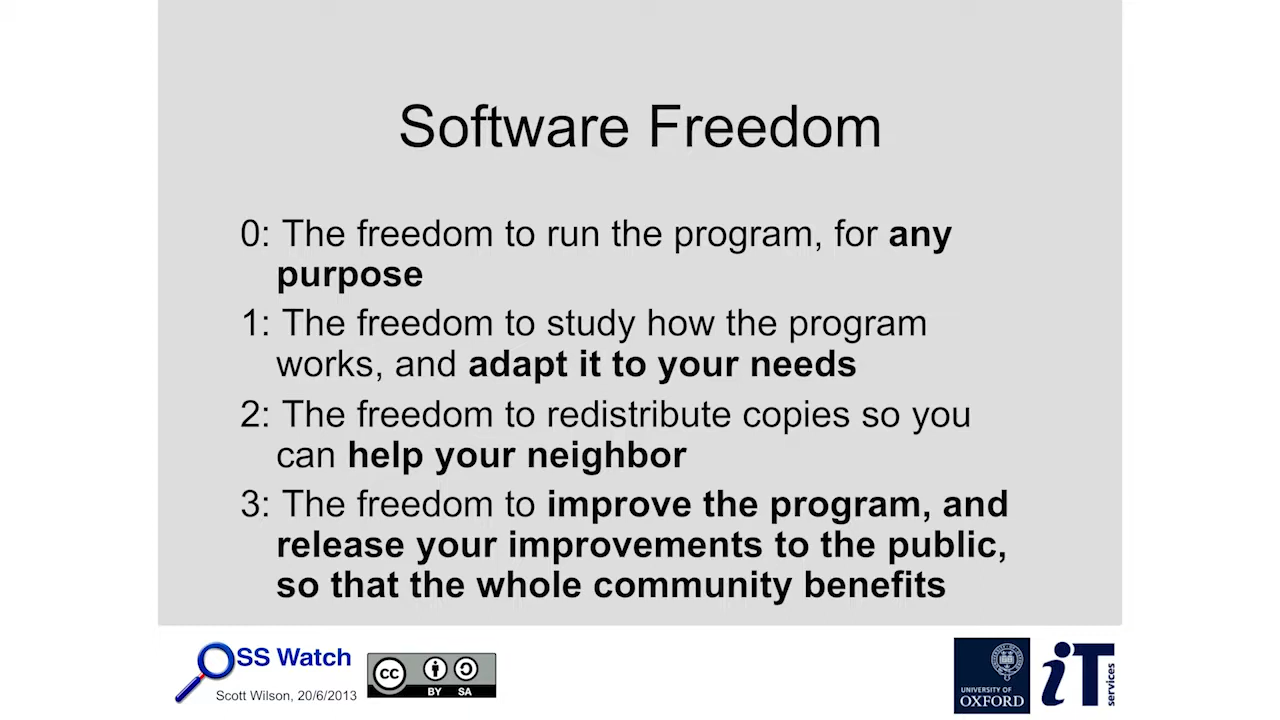 Software Freedom
0: The freedom to run the program, for any
purpose
1: The freedom to study how the program
works, and adapt it to your needs
2: The freedom to redistribute copies so you
can help your neighbor
3: The freedom to improve the program, and
release your improvements to the public,
so that the whole community benefits
OSS Watch
Scott Wilson, 20/6/2013
CC
BY SA
UNIVERSITY OF
OXFORD
iT
services